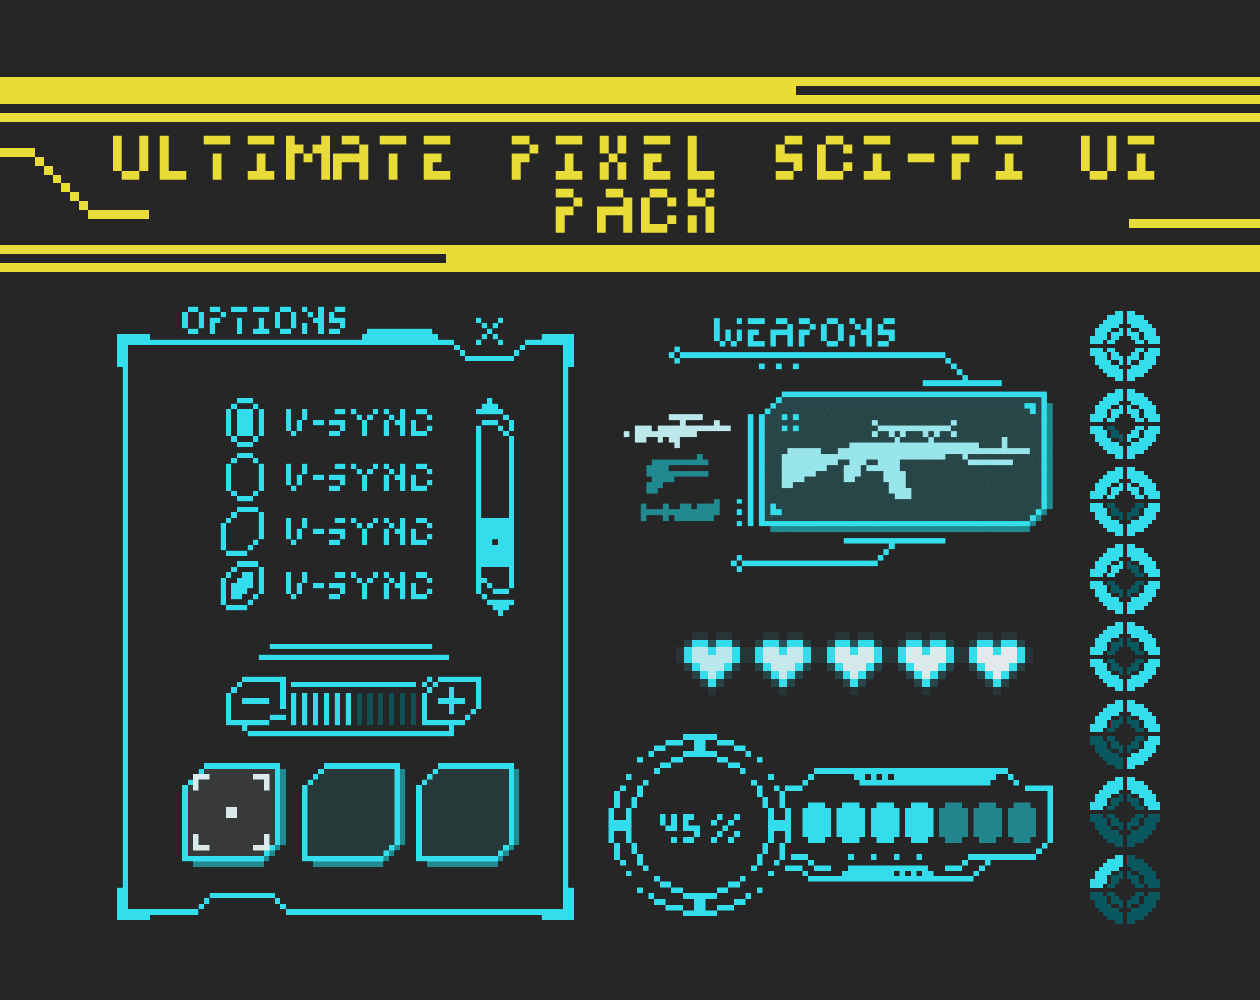 ULTIMATE PIXEL SCI-FI UI
PACK
OPTIONS X
V-SYNC
V-SYNC
V-SYNC
V-SYNC
WEAPONS
45%